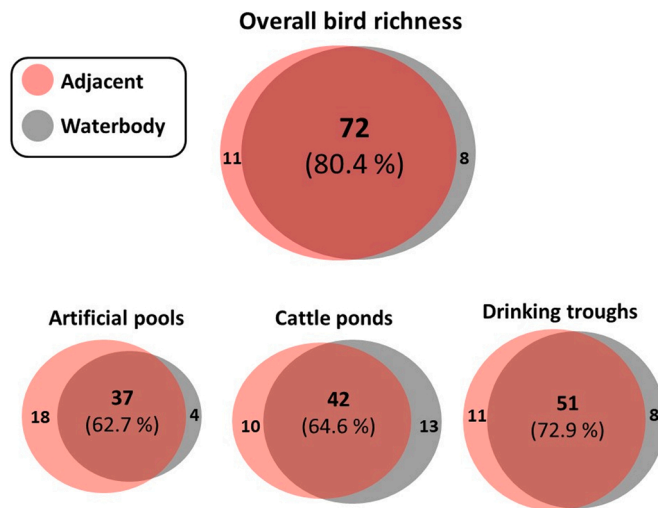 Overall bird richness
Adjacent
Waterbody
72
(80.4 %)
11
8
Artificial pools
Cattle ponds
Drinking troughs
18
37
(62.7 %)
4
10
42
(64.6 %)
13
11
51
(72.9 %)
8